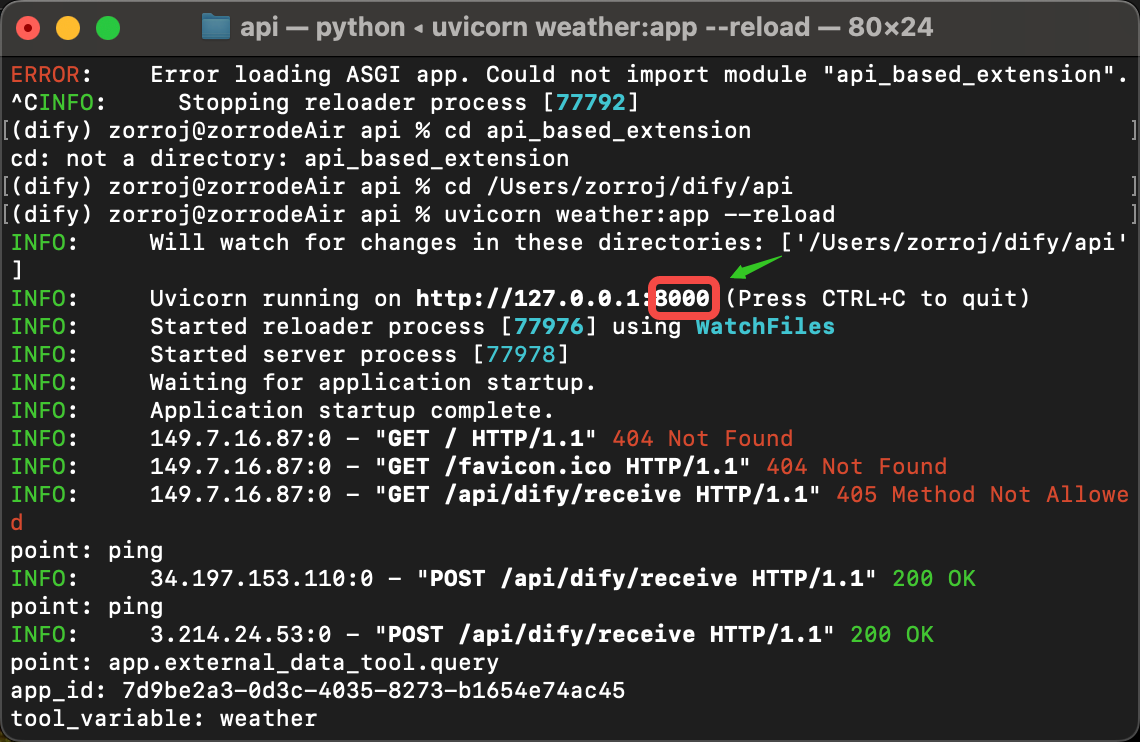 api — python ◂ uvicorn weather:app --reload — 80×24
ERROR:    Error loading ASGI app. Could not import module "api_based_extension".
^CINFO:     Stopping reloader process [77792]
[(dify) zorroj@zorrodeAir api % cd api_based_extension ]
cd: not a directory: api_based_extension
[(dify) zorroj@zorrodeAir api % cd /Users/zorroj/dify/api ]
[(dify) zorroj@zorrodeAir api % uvicorn weather:app --reload ]
INFO:     Will watch for changes in these directories: ['/Users/zorroj/dify/api'
]
INFO:     Uvicorn running on http://127.0.0.1:8000 (Press CTRL+C to quit)
INFO:     Started reloader process [77976] using WatchFiles
INFO:     Started server process [77978]
INFO:     Waiting for application startup.
INFO:     Application startup complete.
INFO:     149.7.16.87:0 - "GET / HTTP/1.1" 404 Not Found
INFO:     149.7.16.87:0 - "GET /favicon.ico HTTP/1.1" 404 Not Found
INFO:     149.7.16.87:0 - "GET /api/dify/receive HTTP/1.1" 405 Method Not Allowe
d
point: ping
INFO:     34.197.153.110:0 - "POST /api/dify/receive HTTP/1.1" 200 OK
point: ping
INFO:     3.214.24.53:0 - "POST /api/dify/receive HTTP/1.1" 200 OK
point: app.external_data_tool.query
app_id: 7d9be2a3-0d3c-4035-8273-b1654e74ac45
tool_variable: weather